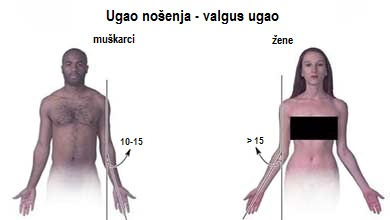 Ugao nošenja - valgus ugao
muškarci
žene
10-15
> 15